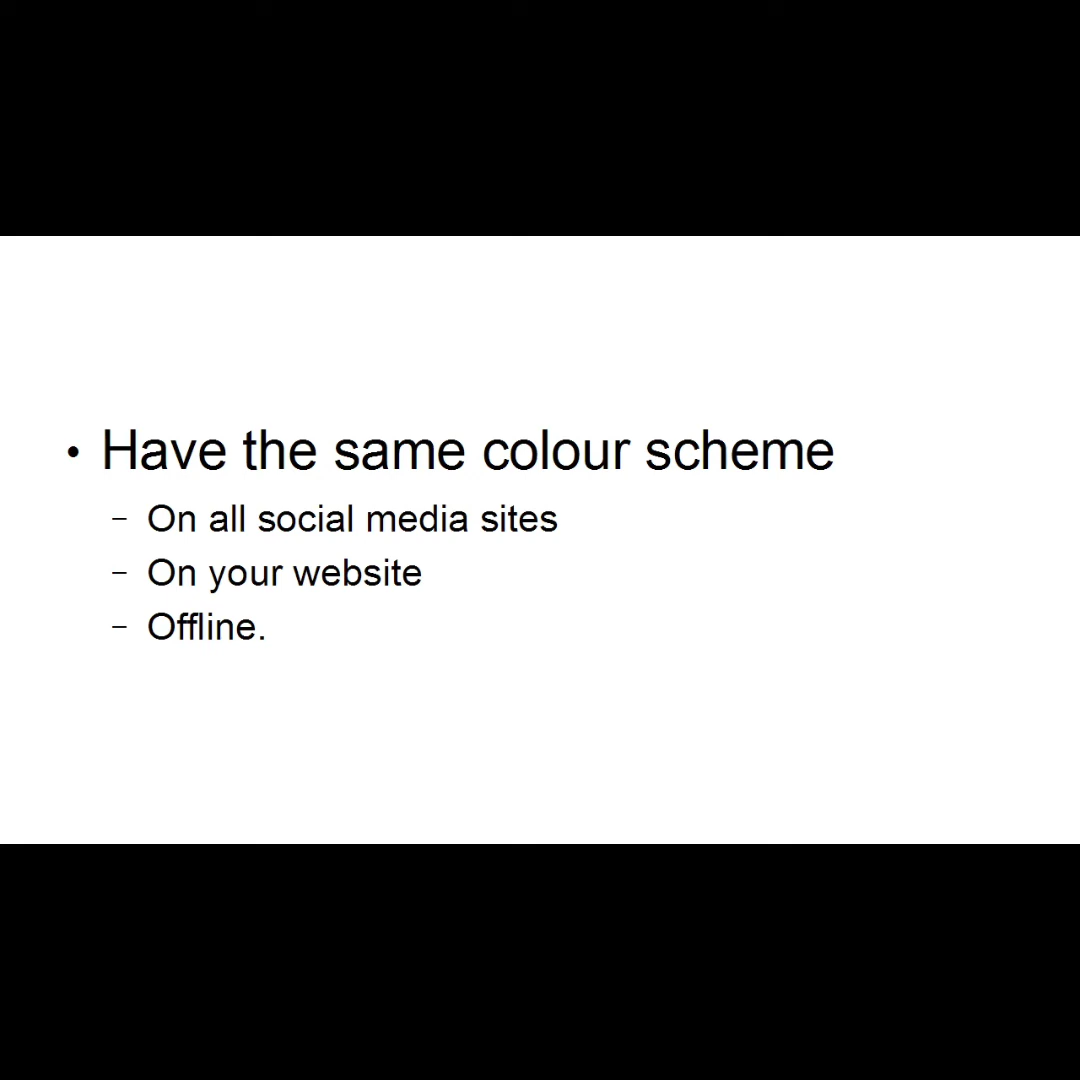 • Have the same colour scheme
– On all social media sites
– On your website
– Offline.